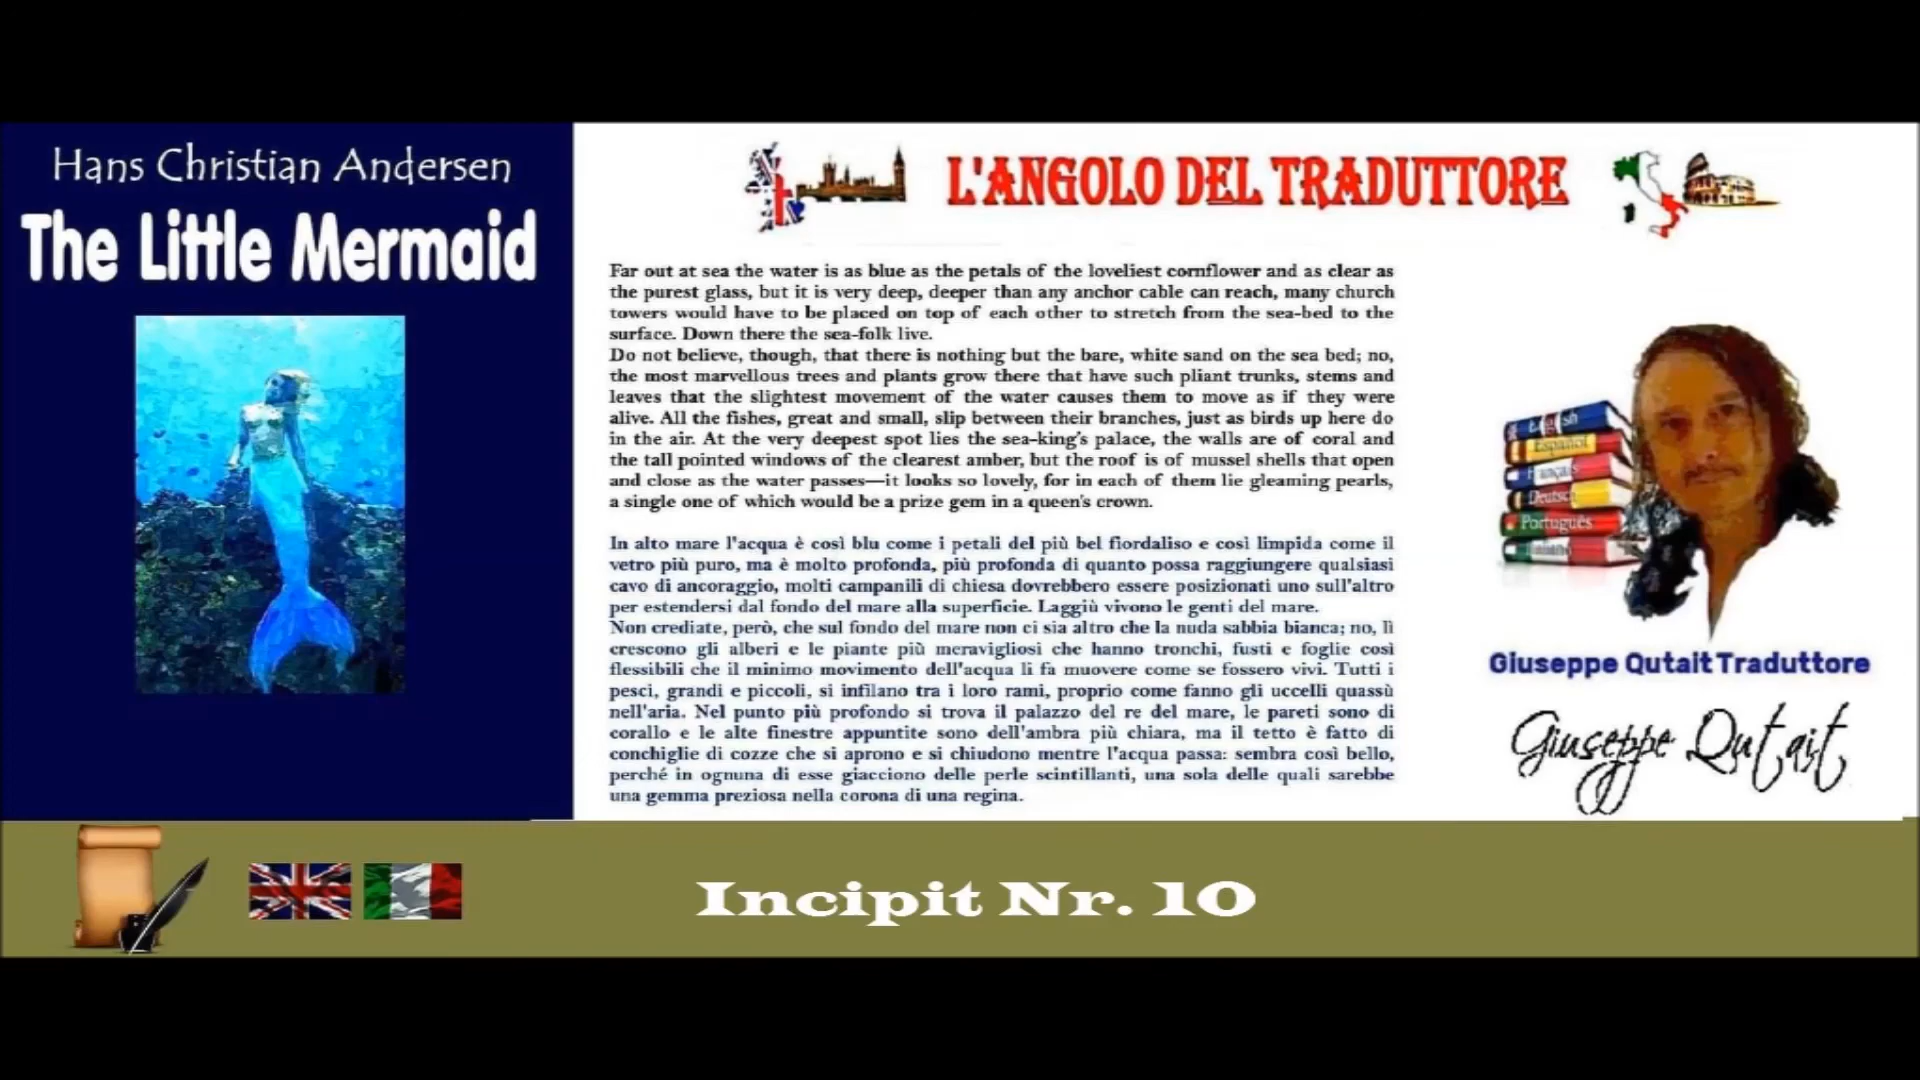 Hans Christian Andersen
The Little Mermaid
L'ANGOLO DEL TRADUTTORE
Far out at sea the water is as blue as the petals of the loveliest cornflower and as clear as
the purest glass, but it is very deep, deeper than any anchor cable can reach, many church
towers would have to be placed on top of each other to stretch from the sea-bed to the
surface. Down there the sea-folk live.
Do not believe, though, that there is nothing but the bare, white sand on the sea bed; no,
the most marvellous trees and plants grow there that have such pliant trunks, stems and
leaves that the slightest movement of the water causes them to move as if they were
alive. All the fishes, great and small, slip between their branches, just as birds up here do
in the air. At the very deepest spot lies the sea-king's palace, the walls are of coral and
the tall pointed windows of the clearest amber, but the roof is of mussel shells that open
and close as the water passes—it looks so lovely, for in each of them lie gleaming pearls,
a single one of which would be a prize gem in a queen's crown.
In alto mare l'acqua è così blu come i petali del più bel fiordaliso e così limpida come il
vetro più puro, ma è molto profonda, più profonda di quanto possa raggiungere qualsiasi
cavo di ancoraggio, molti campanili di chiesa dovrebbero essere posizionati uno sull'altro
per estendersi dal fondo del mare alla superficie. Laggiù vivono le genti del mare.
Non crediate, però, che sul fondo del mare non ci sia altro che la nuda sabbia bianca; no, lì
crescono gli alberi e le piante più meravigliosi che hanno tronchi, fusti e foglie così
flessibili che il minimo movimento dell'acqua li fa muovere come se fossero vivi. Tutti i
pesci, grandi e piccoli, si infilano tra i loro rami, proprio come fanno gli uccelli quassù
nell'aria. Nel punto più profondo si trova il palazzo del re del mare, le pareti sono di
corallo e le alte finestre appuntite sono dell'ambra più chiara, ma il tetto è fatto di
conchiglie di cozze che si aprono e si chiudono mentre l'acqua passa: sembra così bello,
perché in ognuna di esse giacciono delle perle scintillanti, una sola delle quali sarebbe
una gemma preziosa nella corona di una regina.
English
Español
Français
Deutsch
Português
Giuseppe Qutait Traduttore
Giuseppe Qutait
Incipit Nr. 10